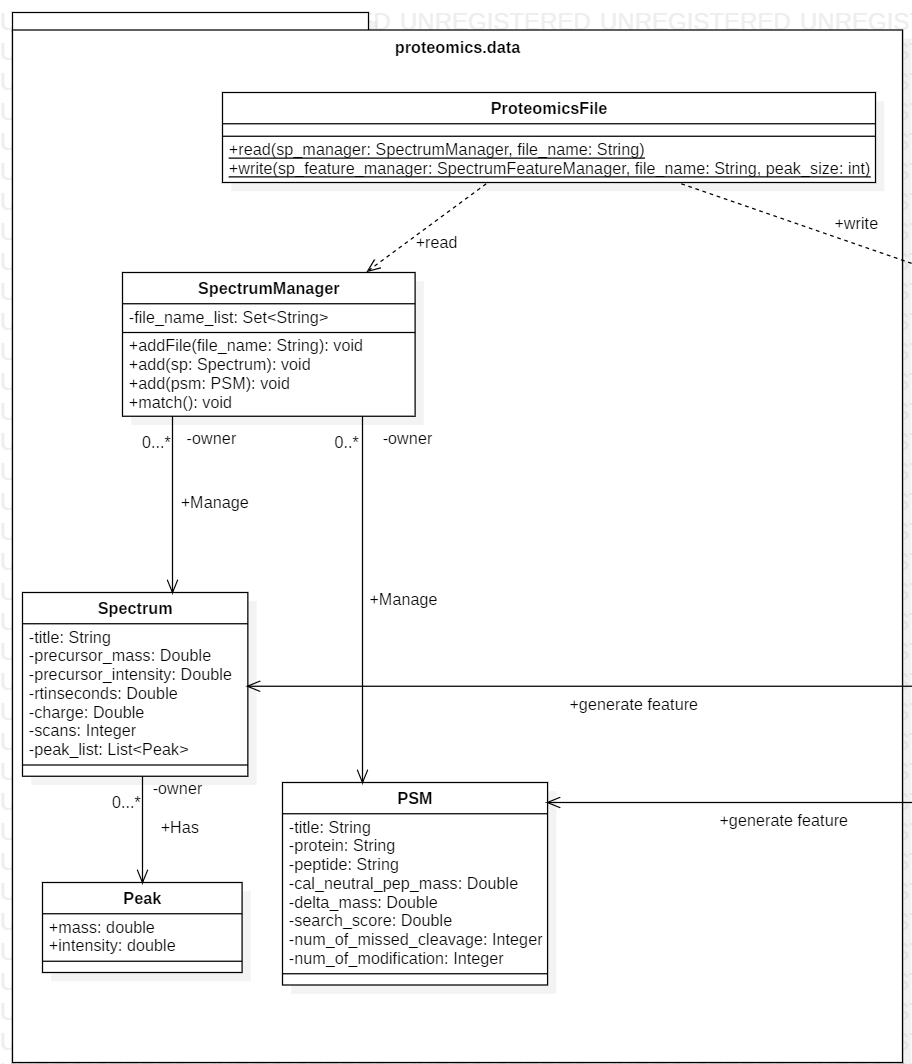 D UNREGISTERED UNREGISTERED UNREGIS
proteomics.data
ProteomicsFile
+read(sp_manager: SpectrumManager, file_name: String)
+write(sp_feature_manager: SpectrumFeatureManager, file_name: String, peak_size: int)
+write
+read
SpectrumManager
-file_name_list: Set<String>
+addFile(file_name: String): void
+add(sp: Spectrum): void
+add(psm: PSM): void
+match(): void
0...* -owner 0..* -owner
+Manage
+Manage
Spectrum
-title: String
-precursor_mass: Double
-precursor_intensity: Double
-rtinseconds: Double
-charge: Double
-scans: Integer
-peak_list: List<Peak>
+generate feature
-owner
0...*
+Has
PSM
-title: String
-protein: String
-peptide: String
-cal_neutral_pep_mass: Double
-delta_mass: Double
-search_score: Double
-num_of_missed_cleavage: Integer
-num_of_modification: Integer
+generate feature
Peak
+mass: double
+intensity: double